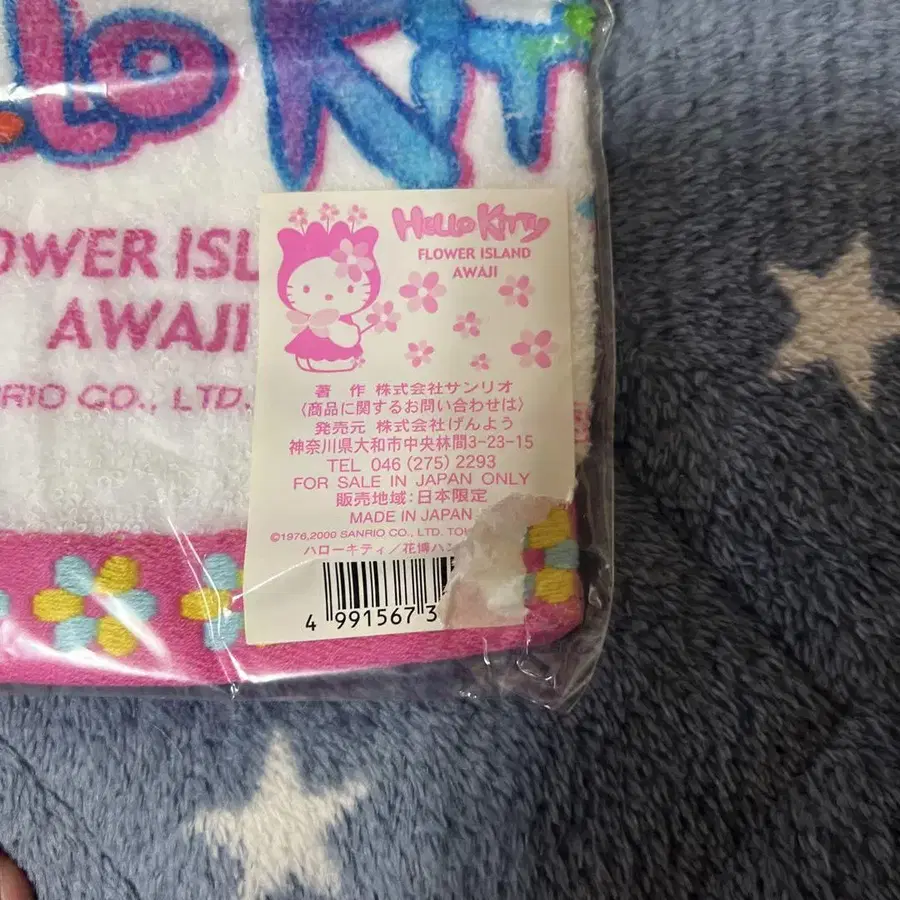 llo Kit
OWER ISL
AWAJI
RIO CO., LTD.
Hello Kitty
FLOWER ISLAND
AWAJI
著 作 株式会社サンリオ
〈商品に関するお問い合わせは〉
発売元 株式会社げんよう
神奈川県大和市中央林間3-23-15
TEL 046 (275) 2293
FOR SALE IN JAPAN ONLY
販売地域:日本限定
MADE IN JAPAN
©1976,2000 SANRIO CO., LTD. TO
ハローキティ/花博ハン
4 991567 3